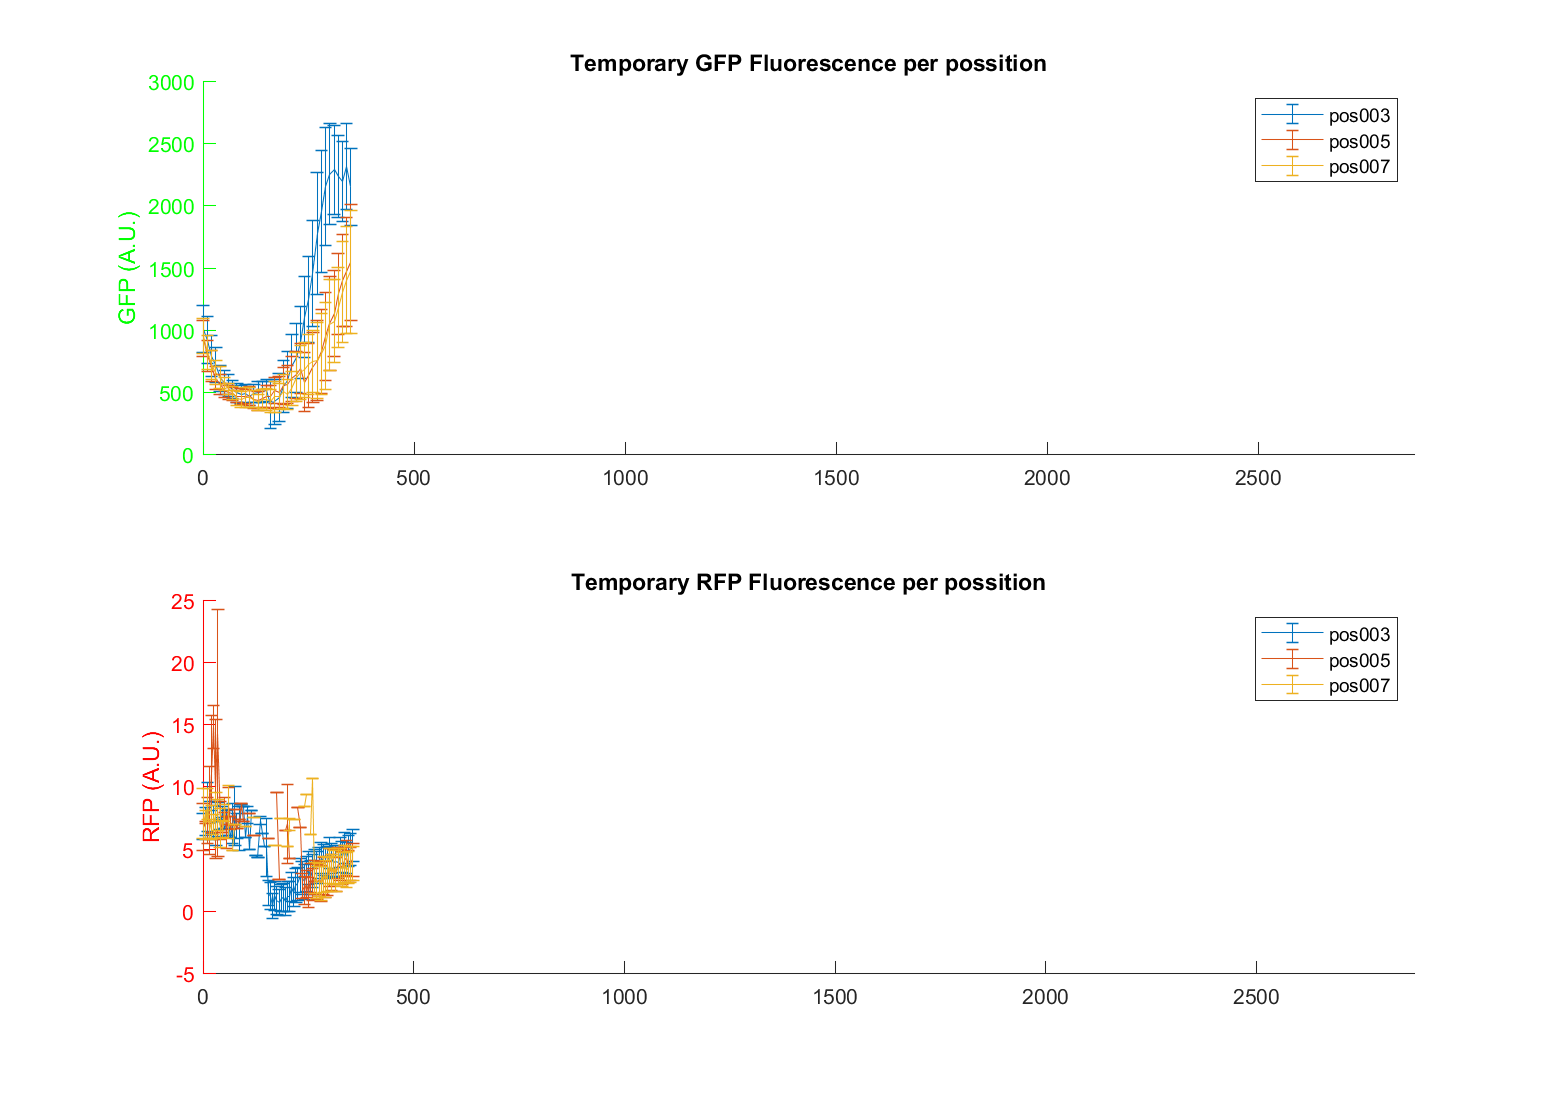 Temporary GFP Fluorescence per possition
3000
2500
2000
1500
1000
500
0
GFP (A.U.)
pos003
pos005
pos007
0 500 1000 1500 2000 2500
Temporary RFP Fluorescence per possition
25
20
15
10
5
0
-5
RFP (A.U.)
pos003
pos005
pos007
0 500 1000 1500 2000 2500